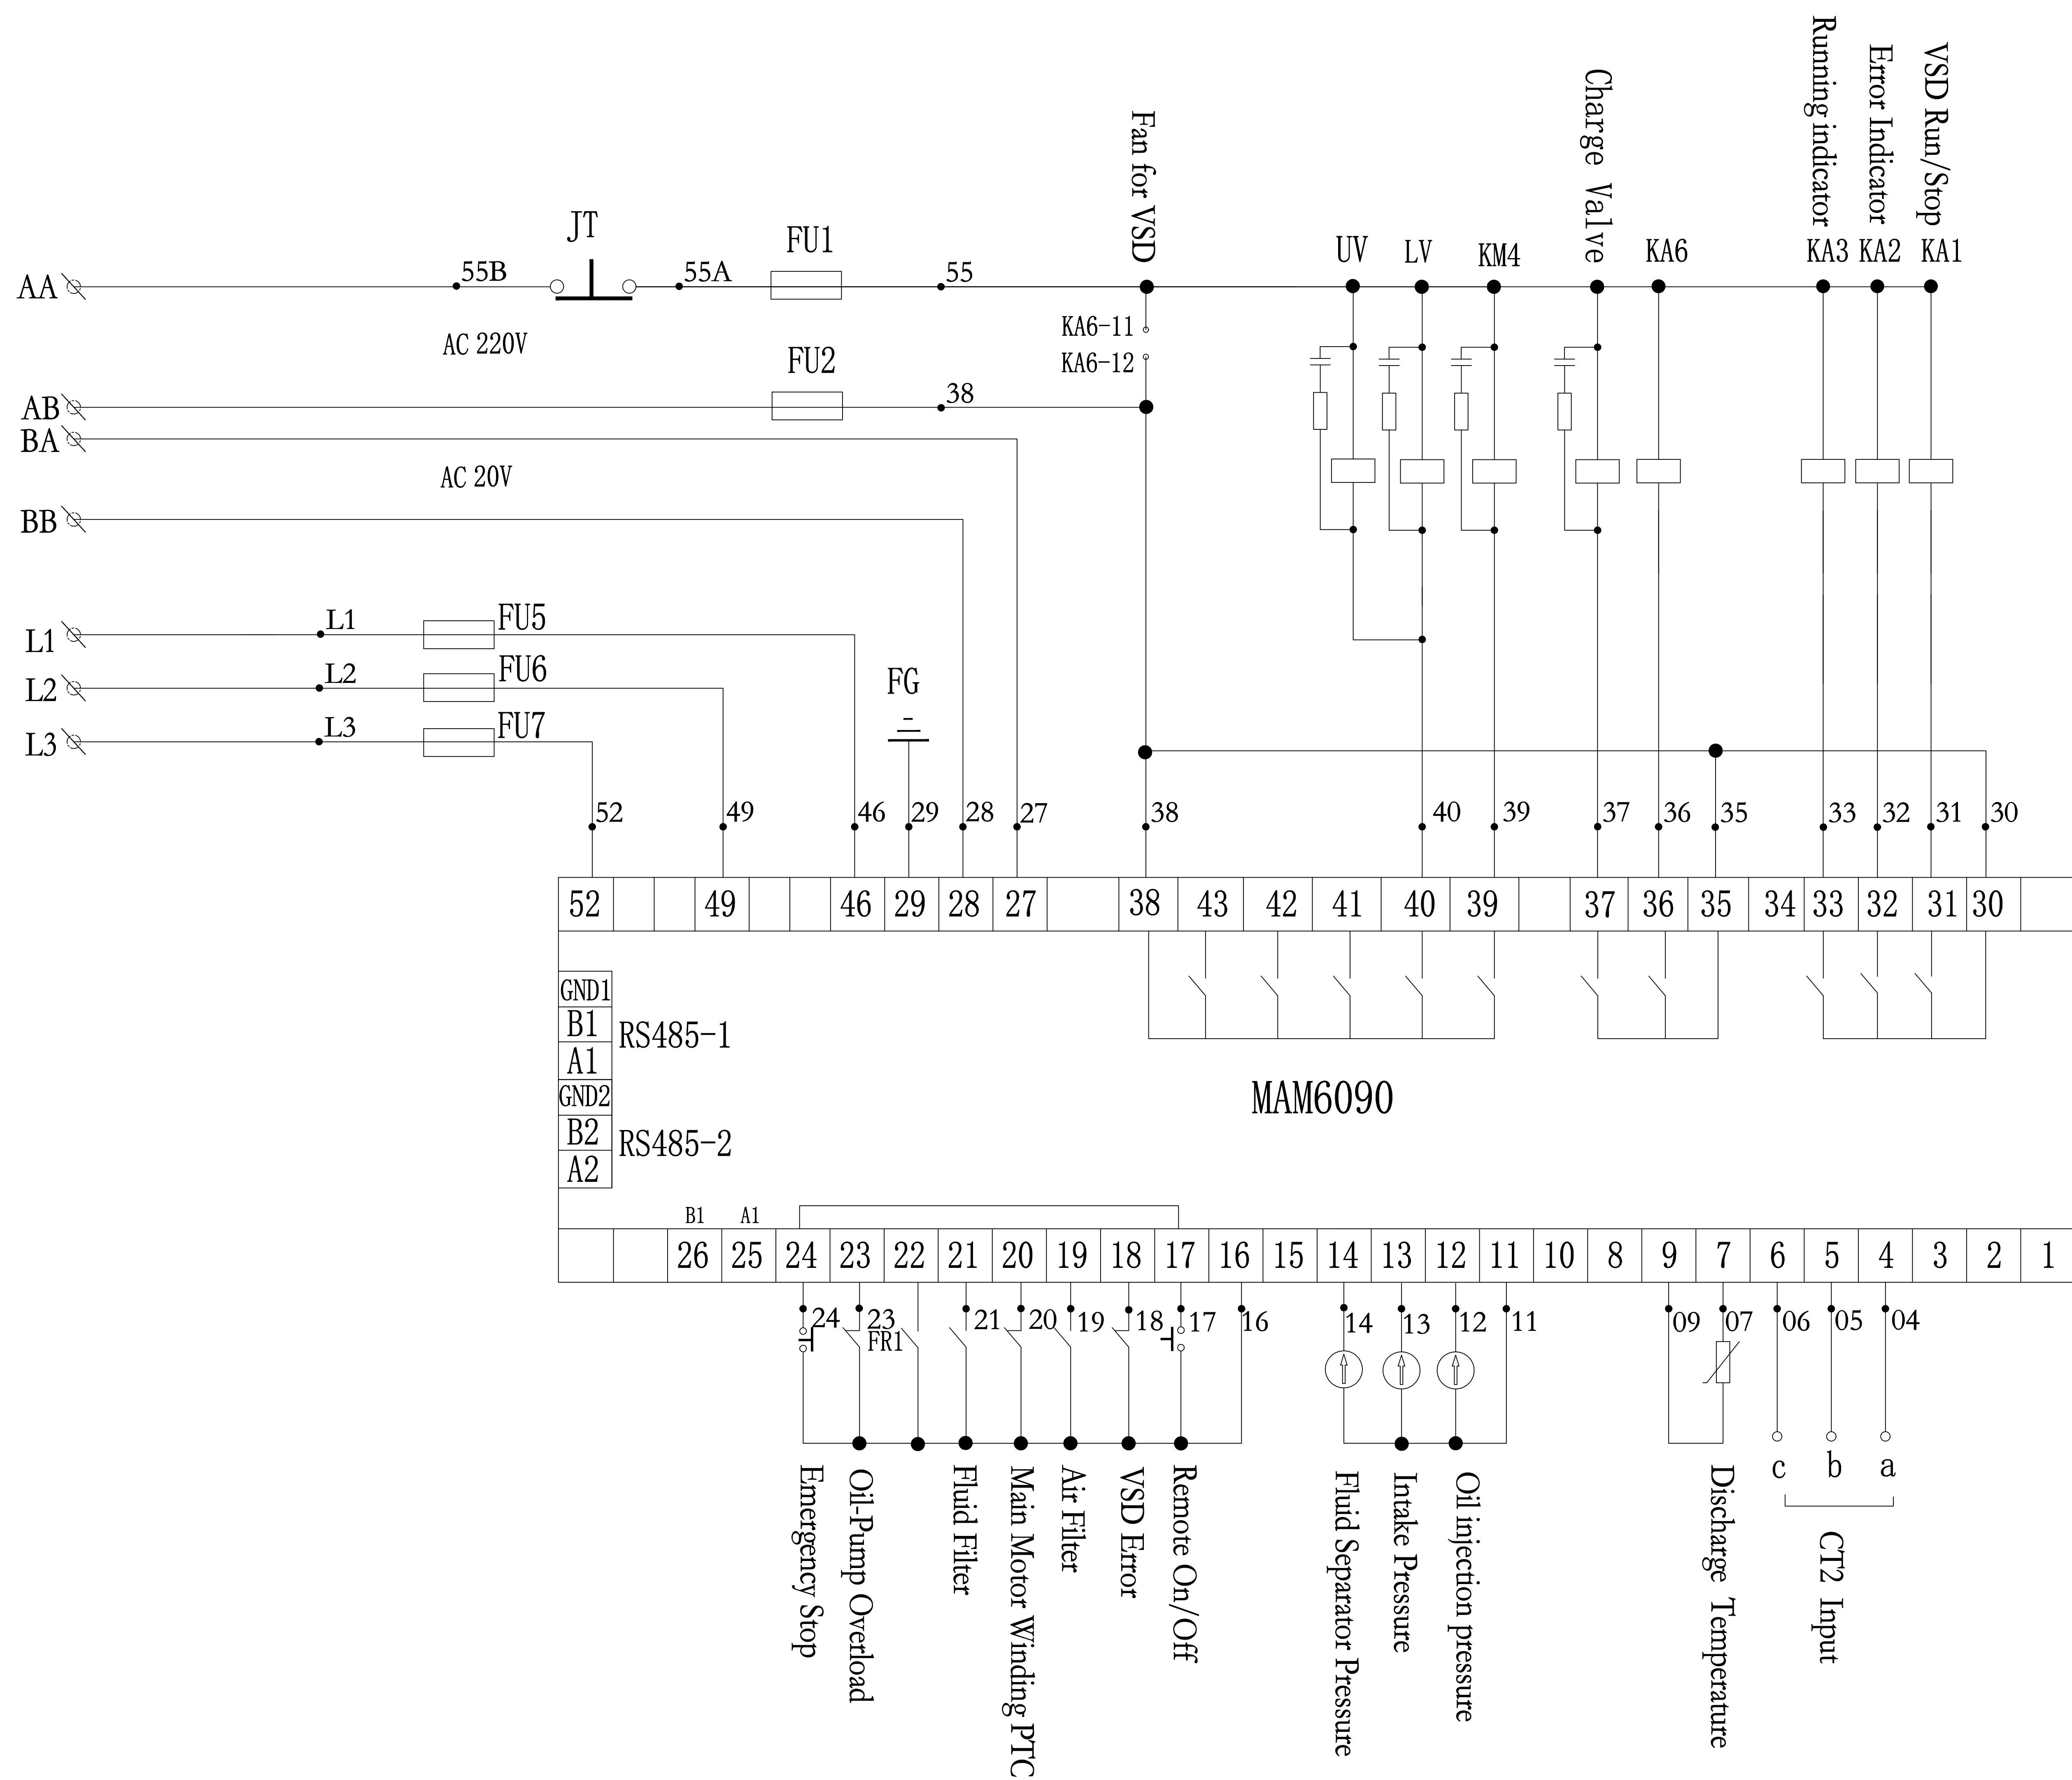 Running indicator
Error Indicator
VSD Run/Stop
Charge Valve
Fan for VSD
JT
FU1
UV
LV
KM4
KA6
KA3
KA2
KA1
AA
55B
55A
55
KA6-11
AC 220V
FU2
KA6-12
AB
38
BA
AC 20V
BB
L1
L1
FU5
L2
L2
FU6
FG
L3
L3
FU7
52
49
46
29
28
27
38
40
39
37
36
35
33
32
31
30
52
49
46
29
28
27
38
43
42
41
40
39
37
36
35
34
33
32
31
30
GND1
B1
RS485-1
A1
GND2
MAM6090
B2
RS485-2
A2
B1
A1
26
25
24
23
22
21
20
19
18
17
16
15
14
13
12
11
10
8
9
7
6
5
4
3
2
1
24
23
FR1
21
20
19
18
17
16
14
13
12
11
09
07
06
05
04
c
b
a
Emergency Stop
Oil-Pump Overload
Fluid Filter
Main Motor Winding PTC
Air Filter
VSD Error
Remote On/Off
Fluid Separator Pressure
Intake Pressure
Oil injection pressure
Discharge Temperature
CT2 Input